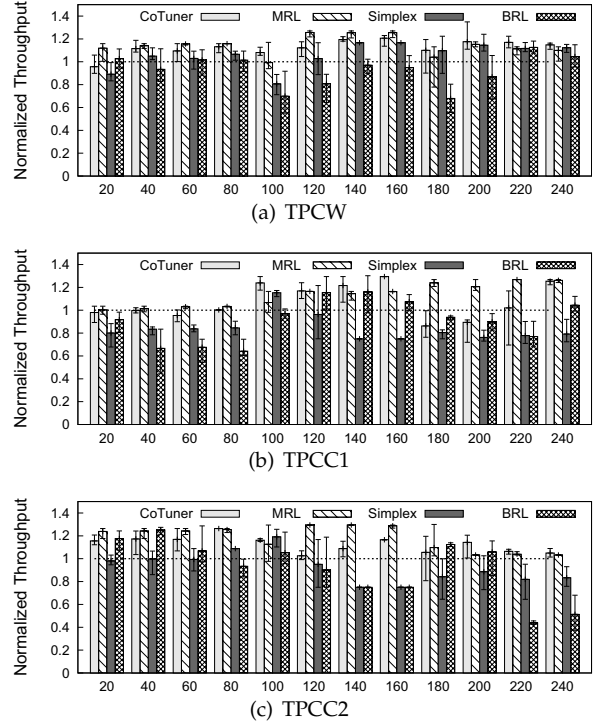 CoTuner MRL Simplex BRL
Normalized Throughput
1.4
1.2
1
0.8
0.6
0.4
0.2
0
20 40 60 80 100 120 140 160 180 200 220 240
(a) TPCW
CoTuner MRL Simplex BRL
Normalized Throughput
1.4
1.2
1
0.8
0.6
0.4
0.2
0
20 40 60 80 100 120 140 160 180 200 220 240
(b) TPCC1
CoTuner MRL Simplex BRL
Normalized Throughput
1.4
1.2
1
0.8
0.6
0.4
0.2
0
20 40 60 80 100 120 140 160 180 200 220 240
(c) TPCC2